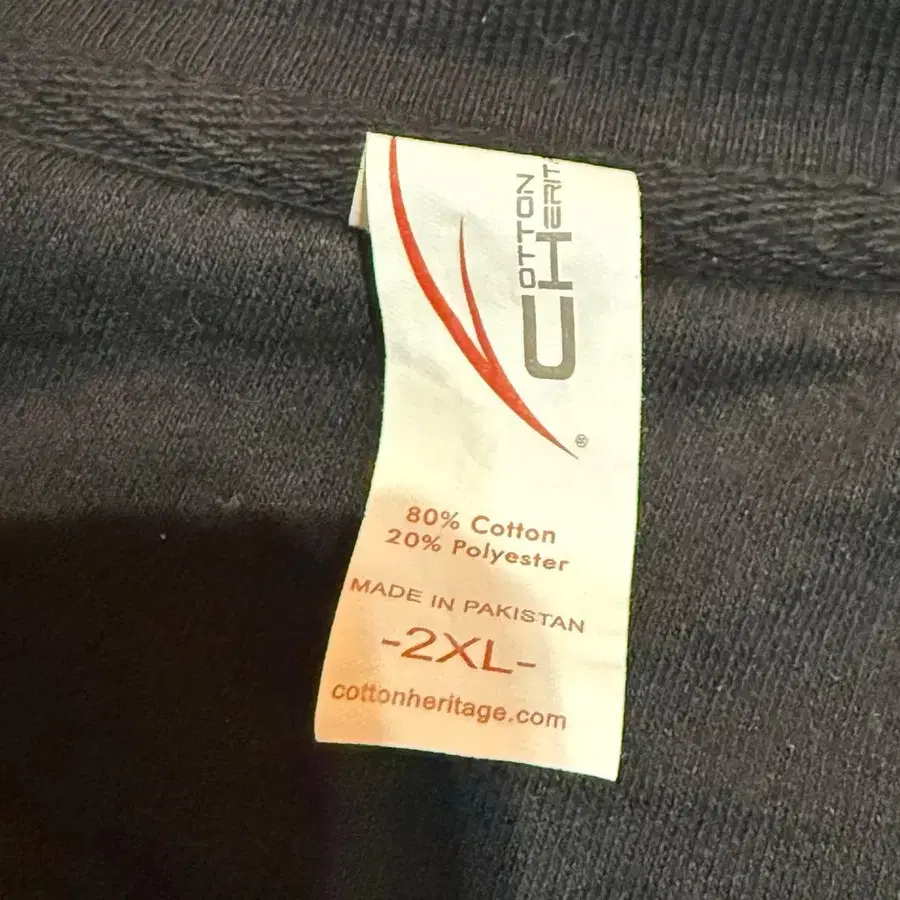 COTTON
HERIT
®
80% Cotton
20% Polyester
MADE IN PAKISTAN
-2XL-
cottonheritage.com